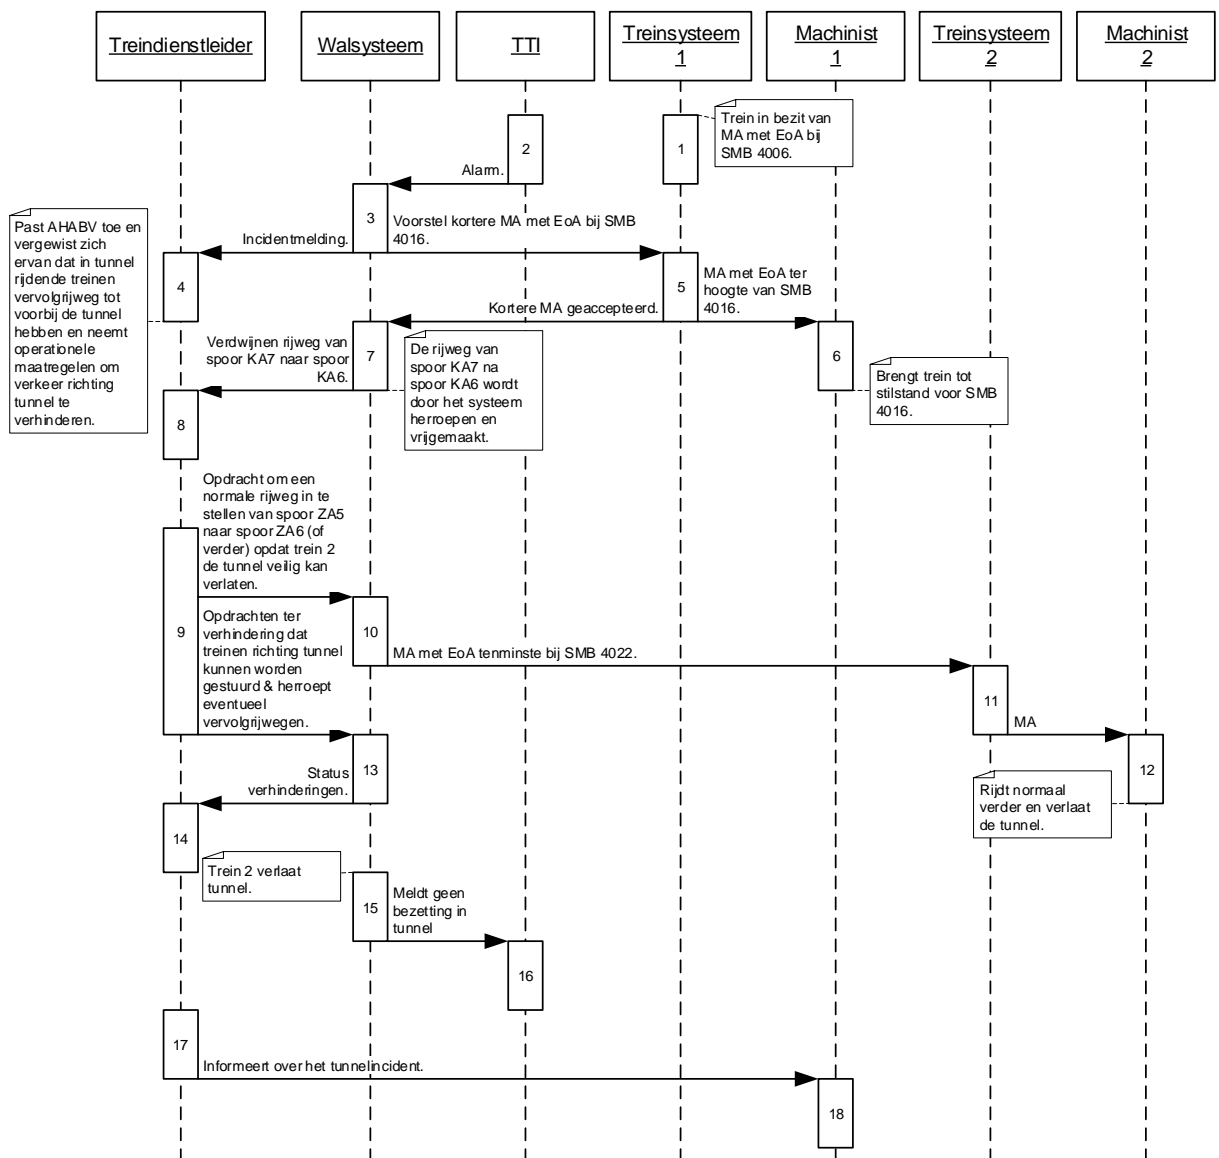 Treindienstleider
Walsysteem
TTI
Treinsysteem
1
Machinist
1
Treinsysteem
2
Machinist
2
Trein in bezit van
MA met EoA bij
SMB 4006.
1
2
Alarm.
3
Voorstel kortere MA met EoA bij SMB
4016.
Incidentmelding.
Past AHABV toe en
vergewist zich
ervan dat in tunnel
rijdende treinen
vervolgrijweg tot
voorbij de tunnel
hebben en neemt
operationele
maatregelen om
verkeer richting
tunnel te
verhinderen.
4
5
MA met EoA ter
hoogte van SMB
4016.
Kortere MA geaccepteerd.
6
Brengt trein tot
stilstand voor SMB
4016.
7
Verdwijnen rijweg van
spoor KA7 naar spoor
KA6.
De rijweg van
spoor KA7 na
spoor KA6 wordt
door het systeem
herroepen en
vrijgemaakt.
8
Opdracht om een
normale rijweg in te
stellen van spoor ZA5
naar spoor ZA6 (of
verder) opdat trein 2
de tunnel veilig kan
verlaten.
9
Opdrachten ter
verhindering dat
treinen richting tunnel
kunnen worden
gestuurd & herroept
eventueel
vervolgrijwegen.
10
MA met EoA tenminste bij SMB 4022.
11
MA
12
Rijdt normaal
verder en verlaat
de tunnel.
13
Status
verhinderingen.
14
Trein 2 verlaat
tunnel.
15
Meldt geen
bezetting in
tunnel
16
17
Informeert over het tunnelincident.
18